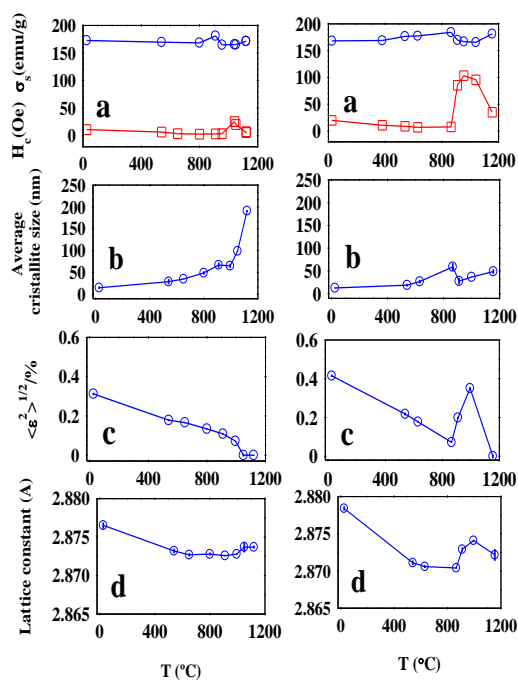 H_c(Oe) σ_s(emu/g)
200
150
100
50
0
a
0 400 800 1200
200
150
100
50
0
a
0 400 800 1200
Average
cristallite size (nm)
250
200
150
100
50
0
b
0 400 800 1200
250
200
150
100
50
0
b
0 400 800 1200
<ε²>^1/2/%
0.6
0.4
0.2
0
c
0 400 800 1200
0.6
0.4
0.2
0
c
0 400 800 1200
Lattice constant (A)
2.880
2.875
2.870
2.865
d
0 400 800 1200
T (ºC)
2.880
2.875
2.870
2.865
d
0 400 800 1200
T (ºC)